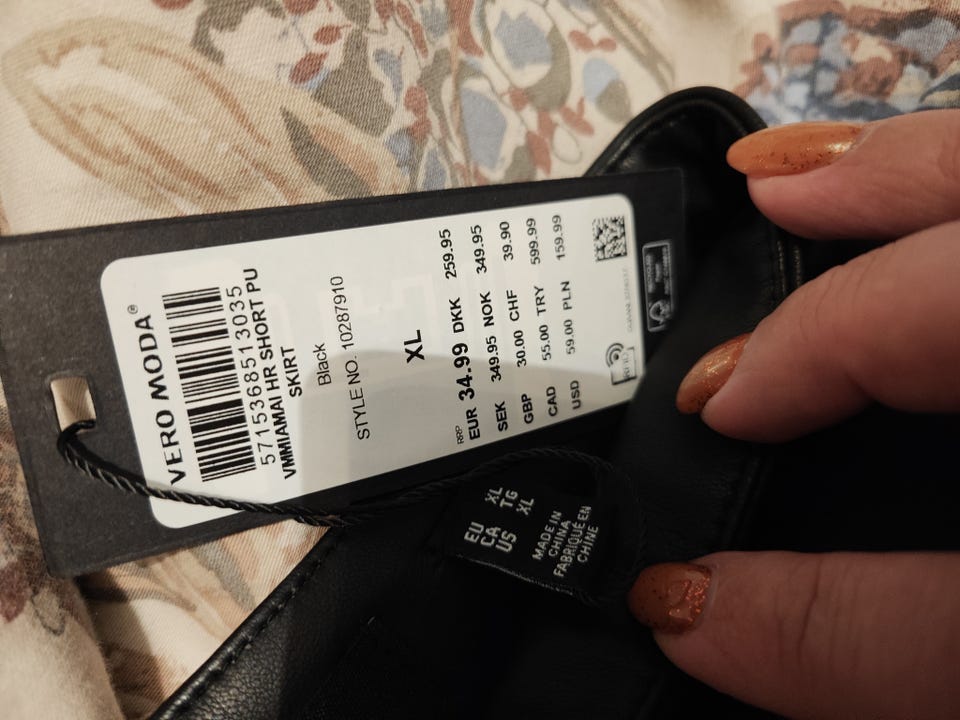 VERO MODA®
5715368513035
VMMIAMAI HR SHORT PU
SKIRT
Black
STYLE NO. 10287910
XL
RRP
EUR 34.99 DKK 259.95
SEK 349.95 NOK 349.95
GBP 30.00 CHF 39.90
CAD 55.00 TRY 599.99
USD 59.00 PLN 159.99
EU XL
CA TG
US XL
MADE IN
CHINA
FABRIQUÉ EN
CHINE